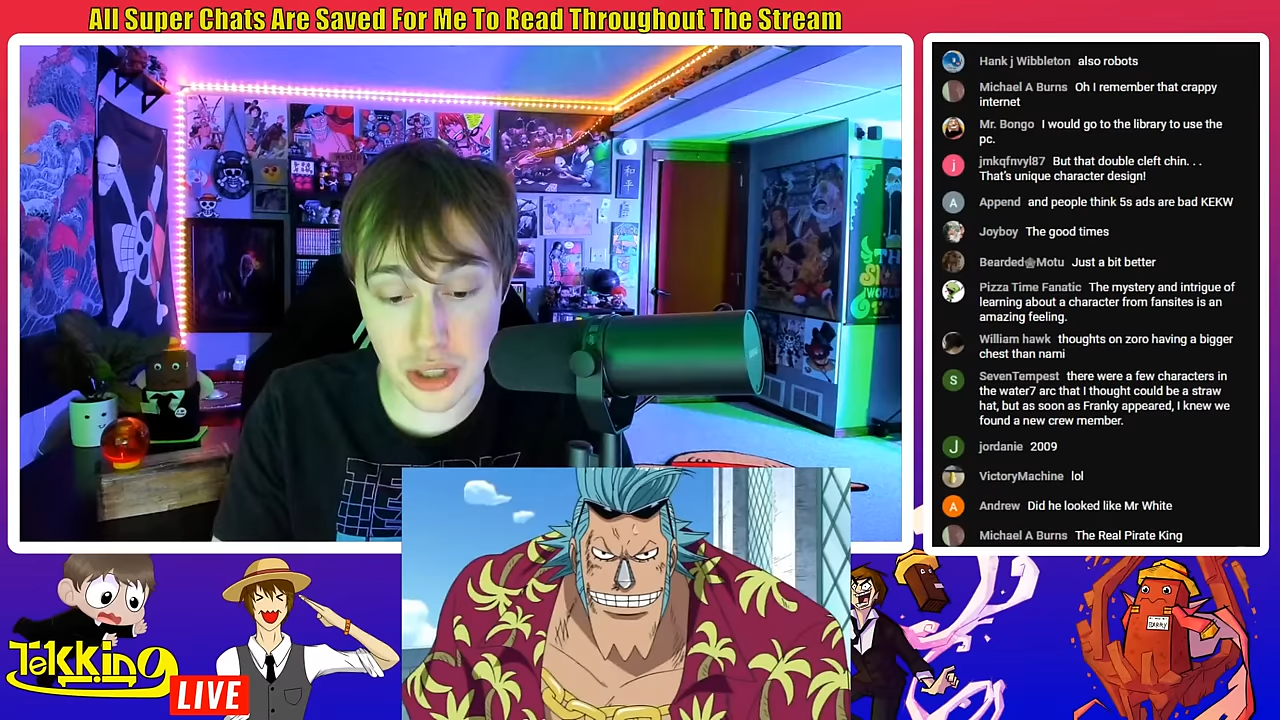 All Super Chats Are Saved For Me To Read Throughout The Stream
Hank j Wibbleton also robots
Michael A Burns Oh I remember that crappy
internet
Mr. Bongo I would go to the library to use the
pc.
jmkqfnvyl87 But that double cleft chin. . .
That's unique character design!
Append and people think 5s ads are bad KEKW
Joyboy The good times
Bearded Motu Just a bit better
Pizza Time Fanatic The mystery and intrigue of
learning about a character from fansites is an
amazing feeling.
William hawk thoughts on zoro having a bigger
chest than nami
SevenTempest there were a few characters in
the water7 arc that I thought could be a straw
hat, but as soon as Franky appeared, I knew we
found a new crew member.
jordanie 2009
VictoryMachine lol
Andrew Did he looked like Mr White
Michael A Burns The Real Pirate King
TEKKING
LIVE
BARRY